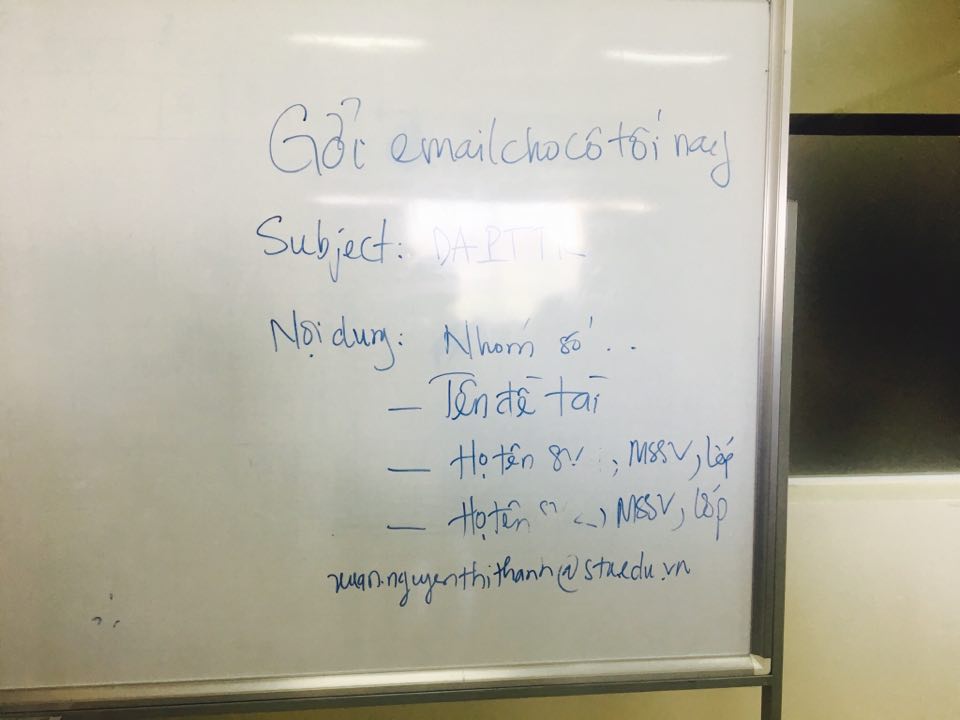 Gởi email cho cô tối nay
Subject: DA-PTTK
Nội dung: Nhóm số . .
– Tên đề tài
– Họ tên sv , MSSV, lớp
– Họ tên , MSSV, lớp
xuan.nguyenthithanh@stu.edu.vn